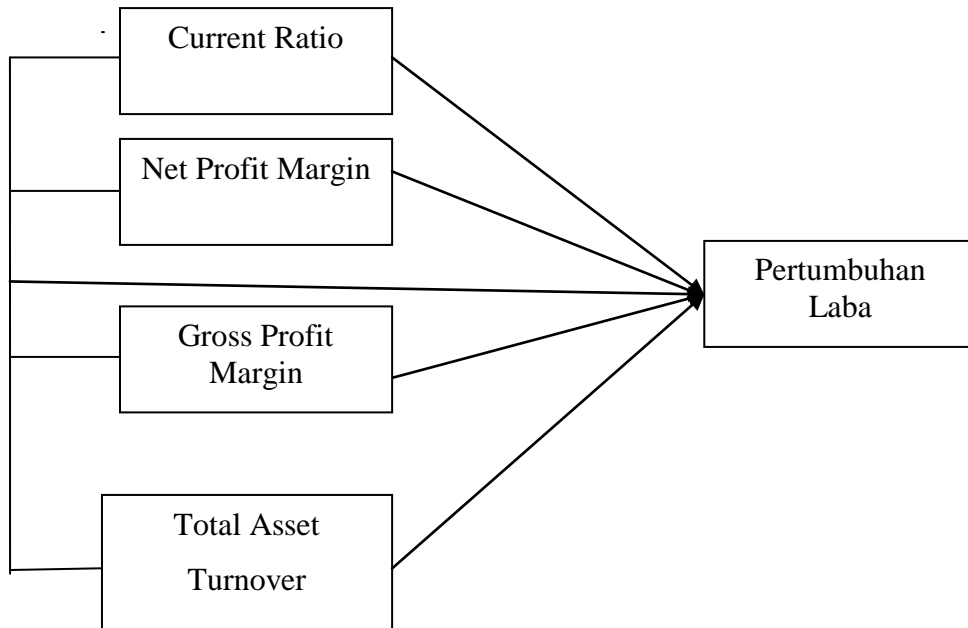 Current Ratio
Net Profit Margin
Pertumbuhan
Laba
Gross Profit
Margin
Total Asset
Turnover